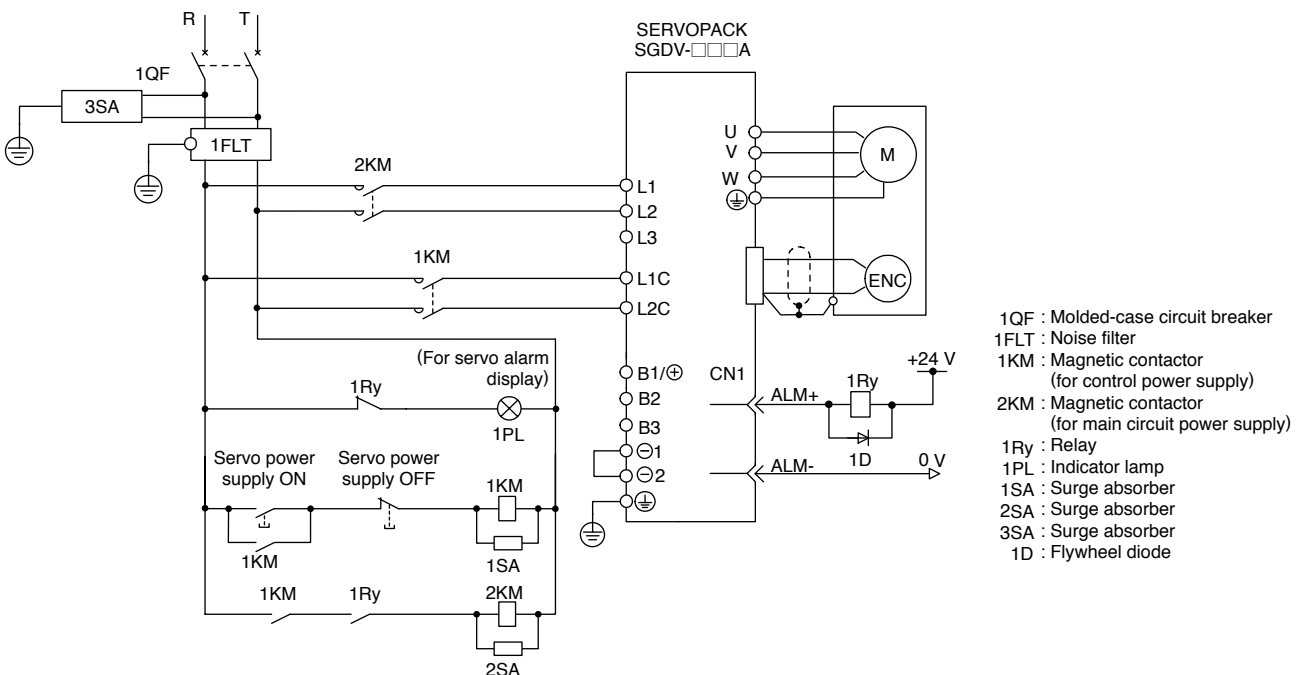 R T
SERVOPACK
SGDV-□□□A
1QF
3SA
1FLT
2KM
L1
L2
L3
1KM
L1C
L2C
U
V
W
M
ENC
(For servo alarm
display)
1Ry
1PL
B1/⊕
B2
B3
⊖1
⊖2
CN1
ALM+
1Ry
+24 V
1D
ALM-
0 V
Servo power
supply ON
Servo power
supply OFF
1KM
1SA
1KM
1KM
1Ry
2KM
2SA
1QF : Molded-case circuit breaker
1FLT : Noise filter
1KM : Magnetic contactor
(for control power supply)
2KM : Magnetic contactor
(for main circuit power supply)
1Ry : Relay
1PL : Indicator lamp
1SA : Surge absorber
2SA : Surge absorber
3SA : Surge absorber
1D : Flywheel diode